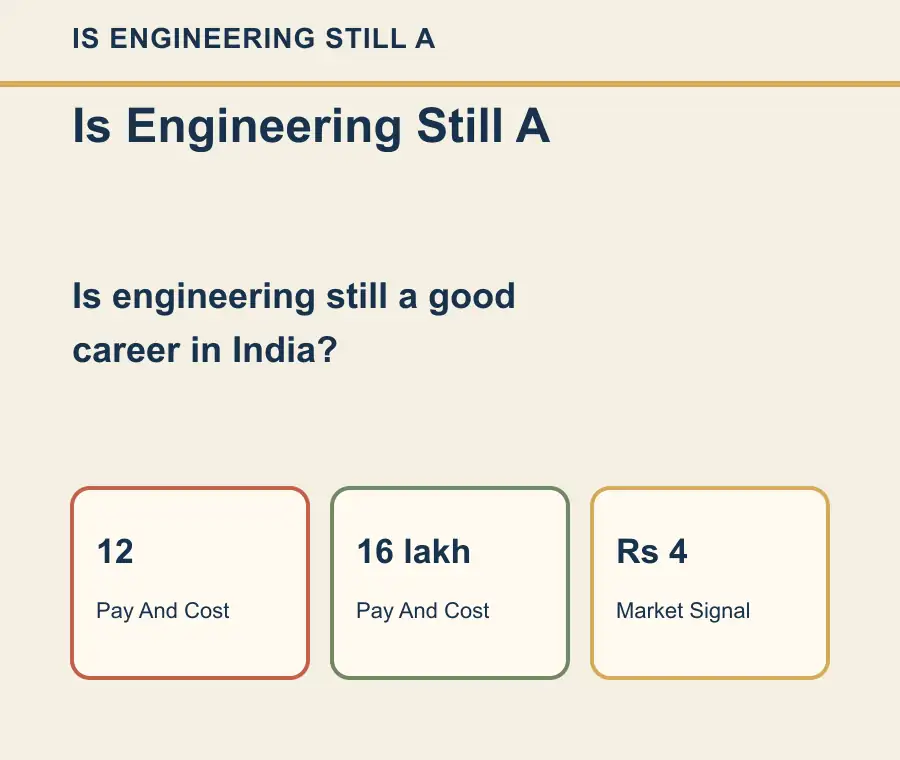 IS ENGINEERING STILL A
Is Engineering Still A
Is engineering still a good
career in India?
12
Pay And Cost
16 lakh
Pay And Cost
Rs 4
Market Signal